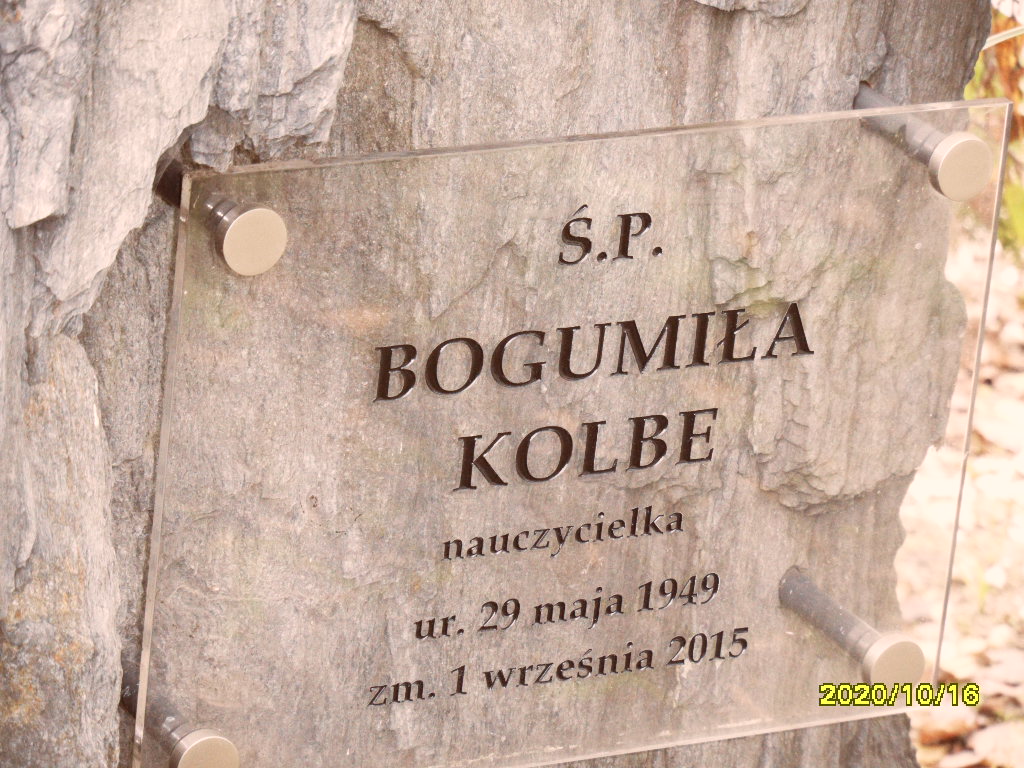 Ś.P.
BOGUMIŁA
KOLBE
nauczycielka
ur. 29 maja 1949
zm. 1 września 2015
2020/10/16